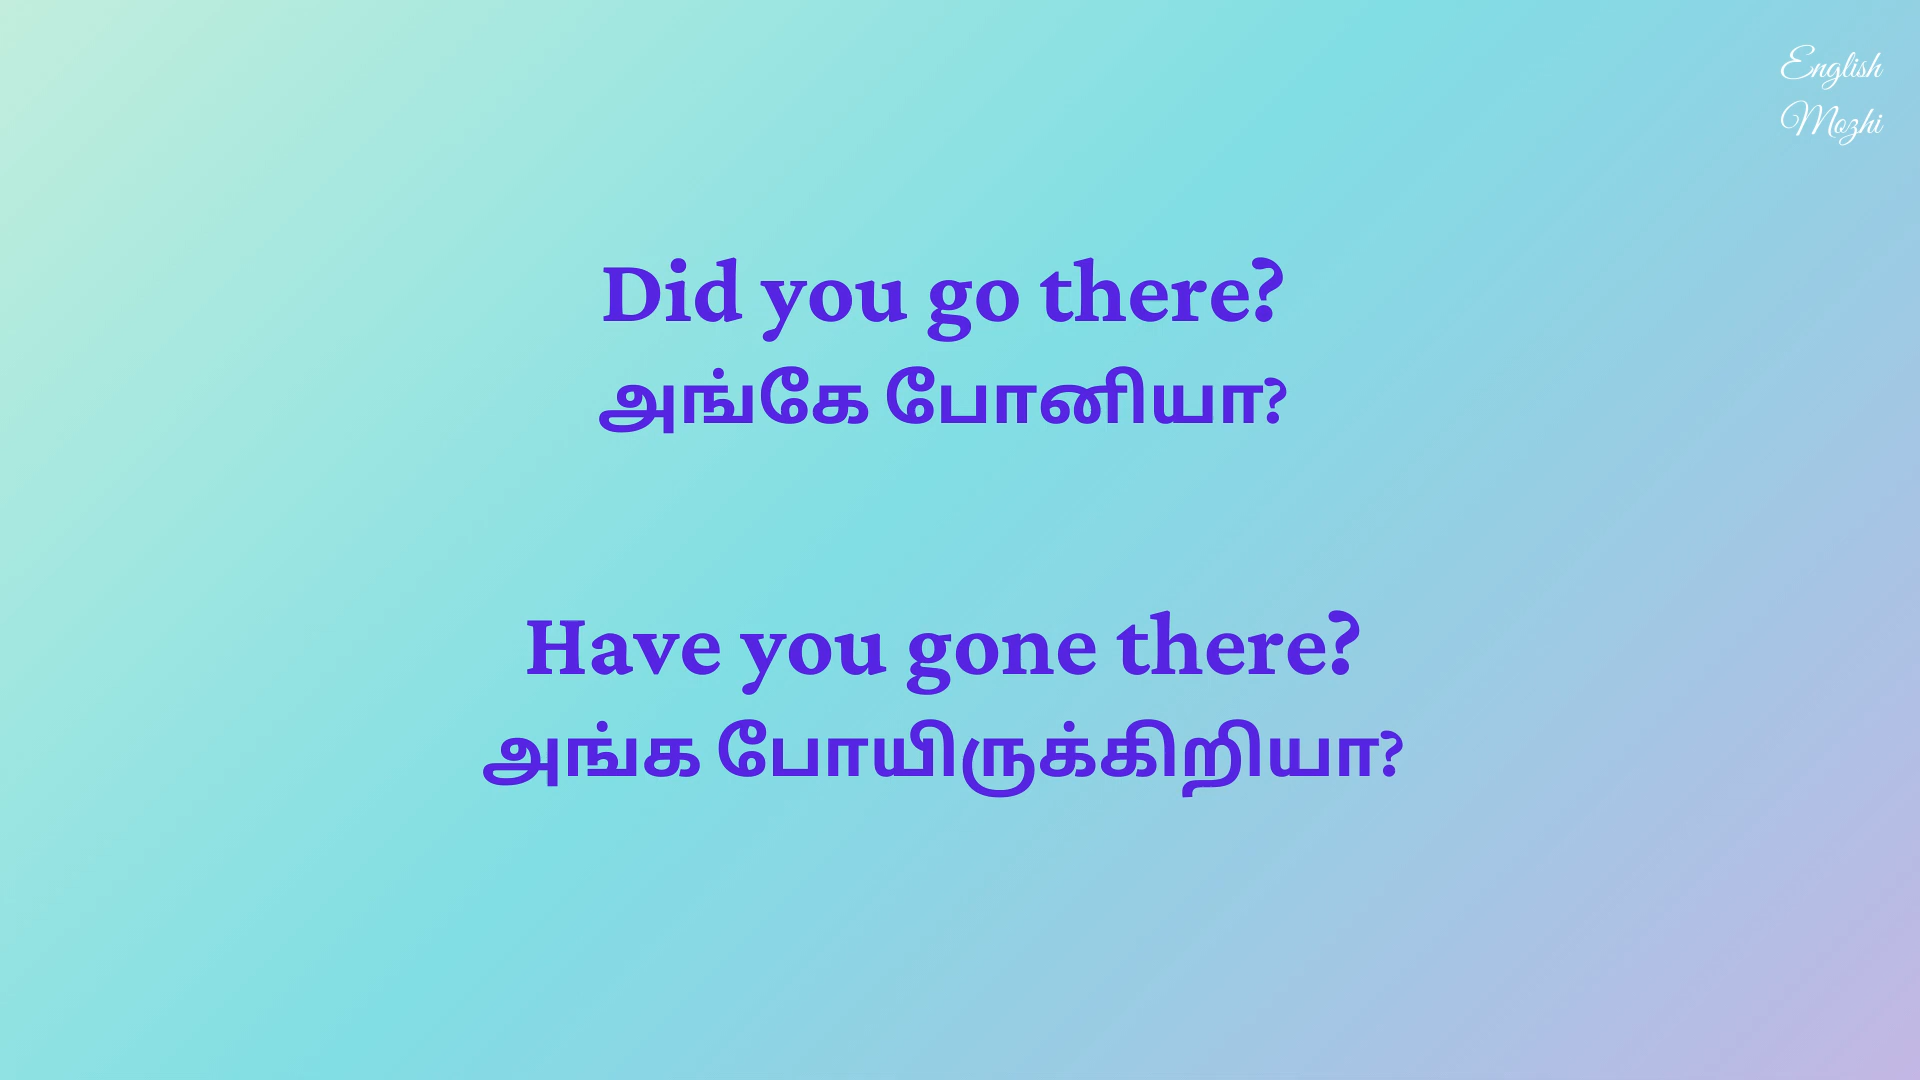 English
Mozhi
Did you go there?
அங்கே போனியா?
Have you gone there?
அங்க போயிருக்கிறியா?